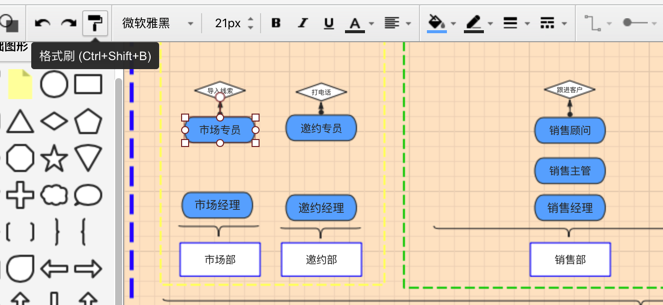 微软雅黑 21px B I U A
格式刷 (Ctrl+Shift+B)
图形
导入线索
打电话
跟进客户
市场专员
邀约专员
销售顾问
销售主管
市场经理
邀约经理
销售经理
市场部
邀约部
销售部